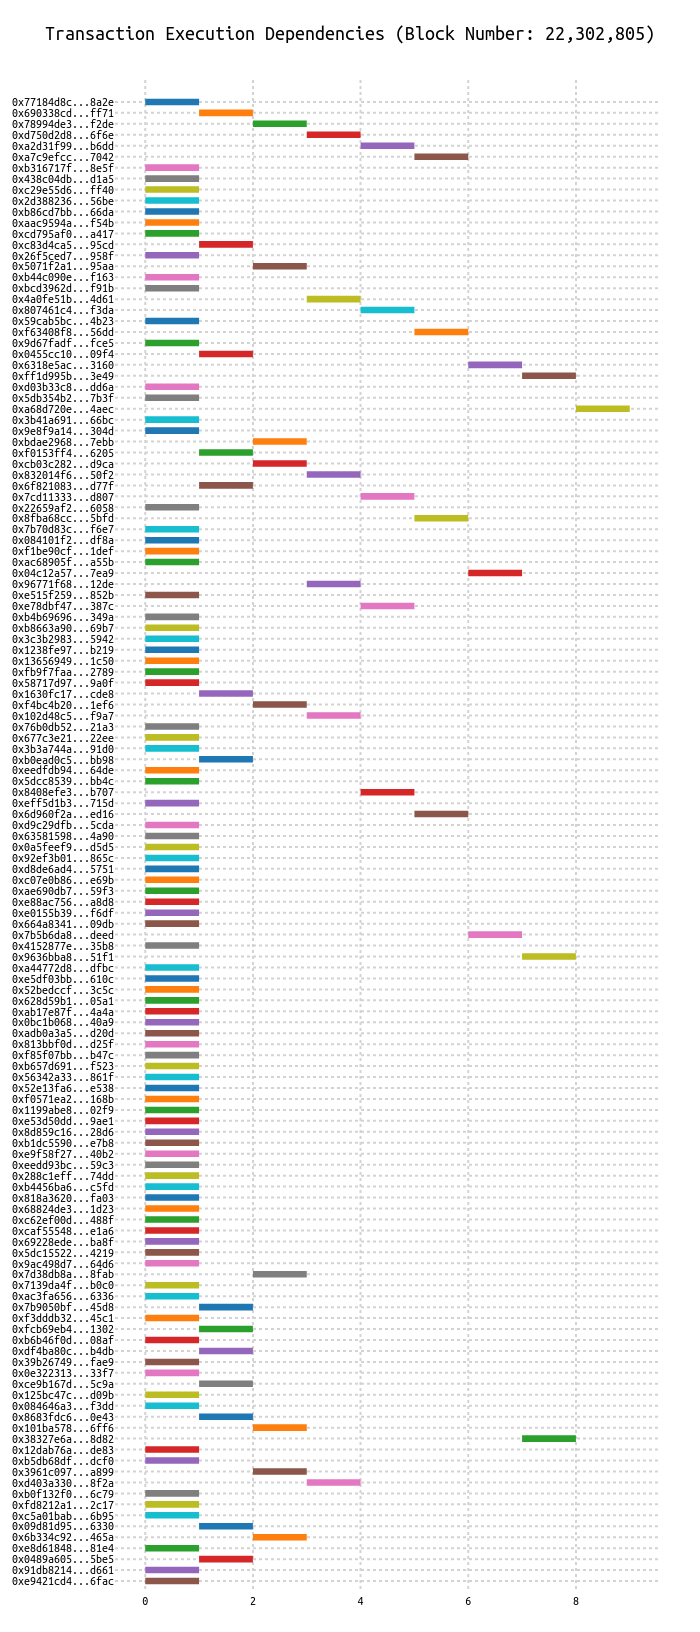 Transaction Execution Dependencies (Block Number: 22,302,805)
0x77184d8c...8a2e
0x690338cd...ff71
0x78994de3...f2de
0xd750d2d8...6f6e
0xa2d31f99...b6dd
0xa7c9efcc...7042
0xb316717f...8e5f
0x438c04db...d1a5
0xc29e55d6...ff40
0x2d388236...56be
0xb86cd7bb...66da
0xaac9594a...f54b
0xcd795af0...a417
0xc83d4ca5...95cd
0x26f5ced7...958f
0x5071f2a1...95aa
0xb44c090e...f163
0xbcd3962d...f91b
0x4a0fe51b...4d61
0x807461c4...f3da
0x59cab5bc...4b23
0xf63408f8...56dd
0x9d67fadf...fce5
0x0455cc10...09f4
0x6318e5ac...3160
0xff1d995b...3e49
0xd03b33c8...dd6a
0x5db354b2...7b3f
0xa68d720e...4aec
0x3b41a691...66bc
0x9e8f9a14...304d
0xbdae2968...7ebb
0xf0153ff4...6205
0xcb03c282...d9ca
0x832014f6...50f2
0x6f821083...d77f
0x7cd11333...d807
0x22659af2...6058
0x8fba68cc...5bfd
0x7b70d83c...f6e7
0x084101f2...df8a
0xf1be90cf...1def
0xac68905f...a55b
0x04c12a57...7ea9
0x96771f68...12de
0xe515f259...852b
0xe78dbf47...387c
0xb4b69696...349a
0xb8663a90...69b7
0x3c3b2983...5942
0x1238fe97...b219
0x13656949...1c50
0xfb9f7faa...2789
0x58717d97...9a0f
0x1630fc17...cde8
0xf4bc4b20...1ef6
0x102d48c5...f9a7
0x76b0db52...21a3
0x677c3e21...22ee
0x3b3a744a...91d0
0xb0ead0c5...bb98
0xeedfdb94...64de
0x5dcc8539...bb4c
0x8408efe3...b707
0xeff5d1b3...715d
0x6d960f2a...ed16
0xd9c29dfb...5cda
0x63581598...4a90
0x0a5feef9...d5d5
0x92ef3b01...865c
0xd8de6ad4...5751
0xc07e0b86...e69b
0xae690db7...59f3
0xe88ac756...a8d8
0xe0155b39...f6df
0x664a8341...09db
0x7b5b6da8...deed
0x4152877e...35b8
0x9636bba8...51f1
0xa44772d8...dfbc
0xe5df03bb...610c
0x52bedccf...3c5c
0x628d59b1...05a1
0xab17e87f...4a4a
0x0bc1b068...40a9
0xadb0a3a5...d20d
0x813bbf0d...d25f
0xf85f07bb...b47c
0xb657d691...f523
0x56342a33...861f
0x52e13fa6...e538
0xf0571ea2...168b
0x1199abe8...02f9
0xe53d50dd...9ae1
0x8d859c16...28d6
0xb1dc5590...e7b8
0xe9f58f27...40b2
0xeedd93bc...59c3
0x288c1eff...74dd
0xb4456ba6...c5fd
0x818a3620...fa03
0x68824de3...1d23
0xc62ef00d...488f
0xcaf55548...e1a6
0x69228ede...ba8f
0x5dc15522...4219
0x9ac498d7...64d6
0x7d38db8a...8fab
0x7139da4f...b0c0
0xac3fa656...6336
0x7b9050bf...45d8
0xf3dddb32...45c1
0xfcb69eb4...1302
0xb6b46f0d...08af
0xdf4ba80c...b4db
0x39b26749...fae9
0x0e322313...33f7
0xce9b167d...5c9a
0x125bc47c...d09b
0x084646a3...f3dd
0x8683fdc6...0e43
0x101ba578...6ff6
0x38327e6a...8d82
0x12dab76a...de83
0xb5db68df...dcf0
0x3961c097...a899
0xd403a330...8f2a
0xb0f132f0...6c79
0xfd8212a1...2c17
0xc5a01bab...6b95
0x09d81d95...6330
0x6b334c92...465a
0xe8d61848...81e4
0x0489a605...5be5
0x91db8214...d661
0xe9421cd4...6fac
0 2 4 6 8